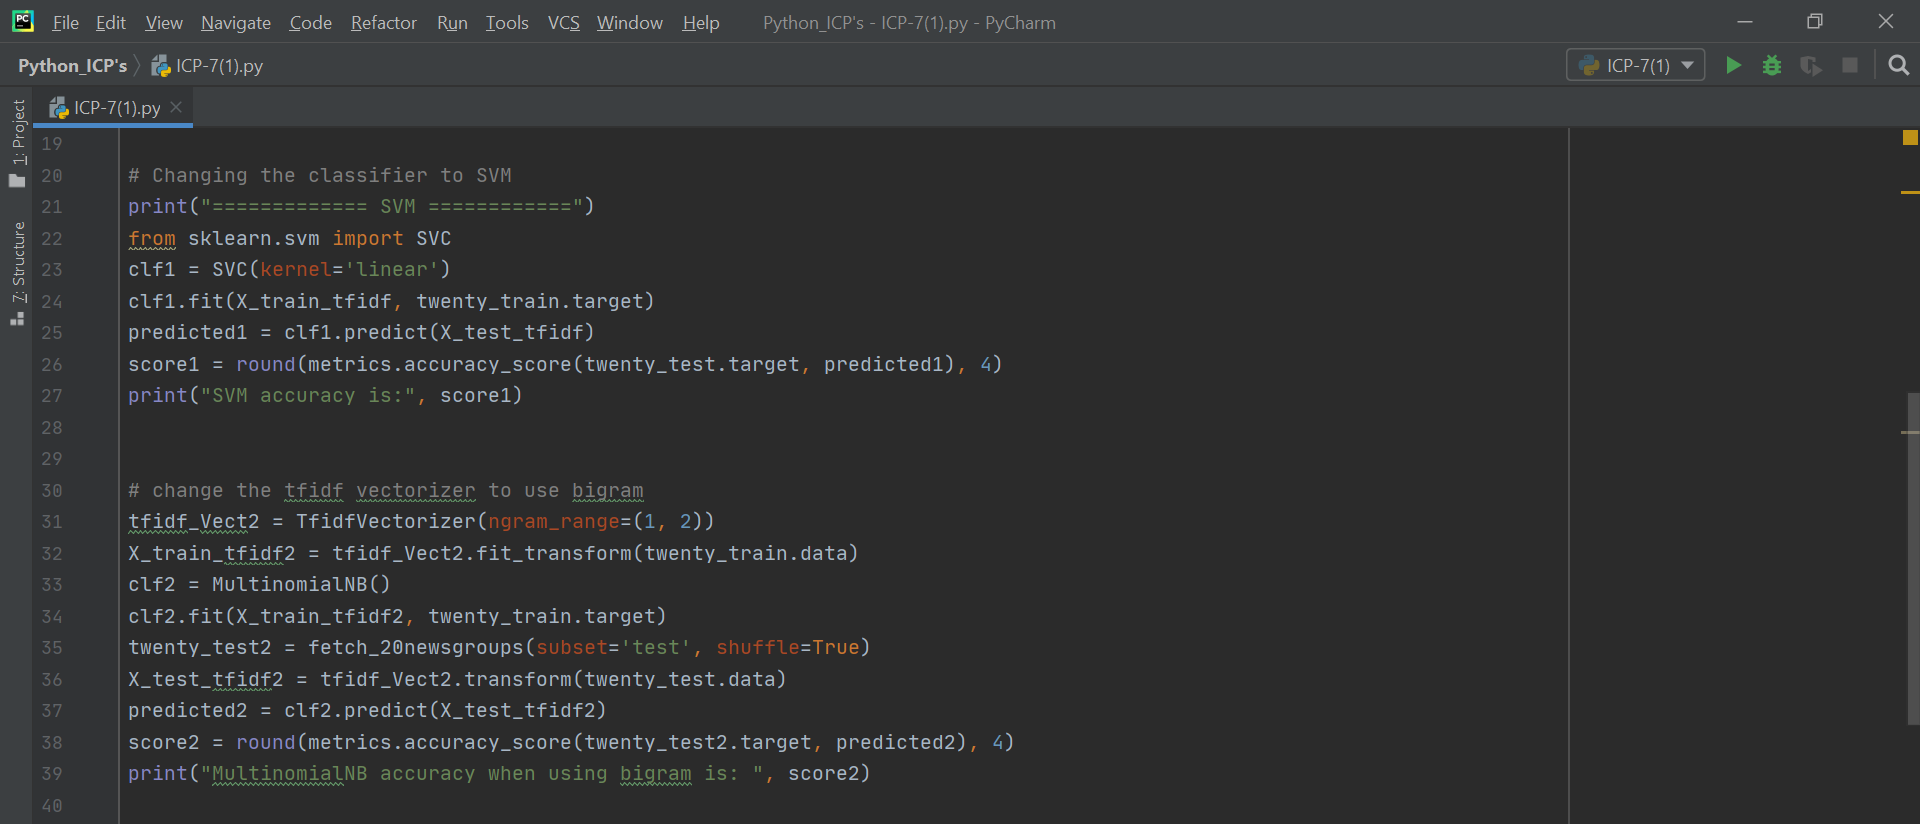 PC File Edit View Navigate Code Refactor Run Tools VCS Window Help Python_ICP's - ICP-7(1).py - PyCharm
Python_ICP's ICP-7(1).py ICP-7(1)
ICP-7(1).py
1: Project
7: Structure
19
20 # Changing the classifier to SVM
21 print("============= SVM ============")
22 from sklearn.svm import SVC
23 clf1 = SVC(kernel='linear')
24 clf1.fit(X_train_tfidf, twenty_train.target)
25 predicted1 = clf1.predict(X_test_tfidf)
26 score1 = round(metrics.accuracy_score(twenty_test.target, predicted1), 4)
27 print("SVM accuracy is:", score1)
28
29
30 # change the tfidf vectorizer to use bigram
31 tfidf_Vect2 = TfidfVectorizer(ngram_range=(1, 2))
32 X_train_tfidf2 = tfidf_Vect2.fit_transform(twenty_train.data)
33 clf2 = MultinomialNB()
34 clf2.fit(X_train_tfidf2, twenty_train.target)
35 twenty_test2 = fetch_20newsgroups(subset='test', shuffle=True)
36 X_test_tfidf2 = tfidf_Vect2.transform(twenty_test.data)
37 predicted2 = clf2.predict(X_test_tfidf2)
38 score2 = round(metrics.accuracy_score(twenty_test2.target, predicted2), 4)
39 print("MultinomialNB accuracy when using bigram is: ", score2)
40